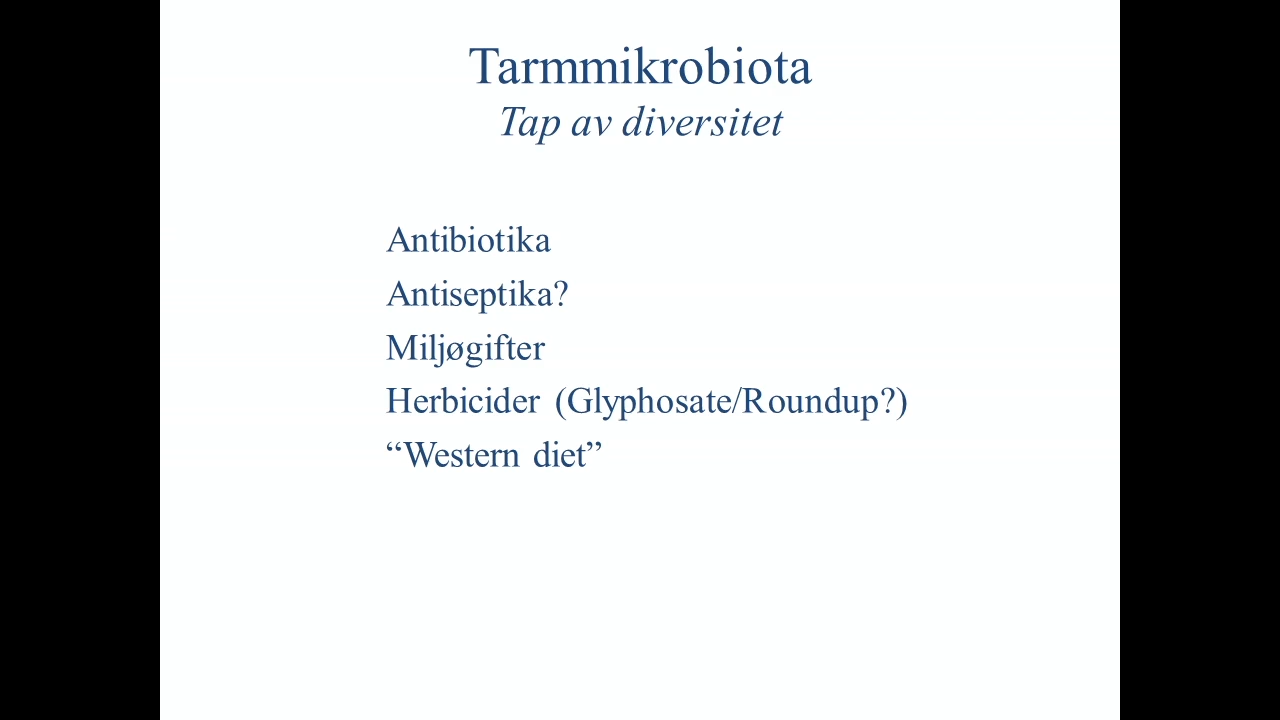 Tarmmikrobiota
Tap av diversitet
Antibiotika
Antiseptika?
Miljøgifter
Herbicider (Glyphosate/Roundup?)
“Western diet”